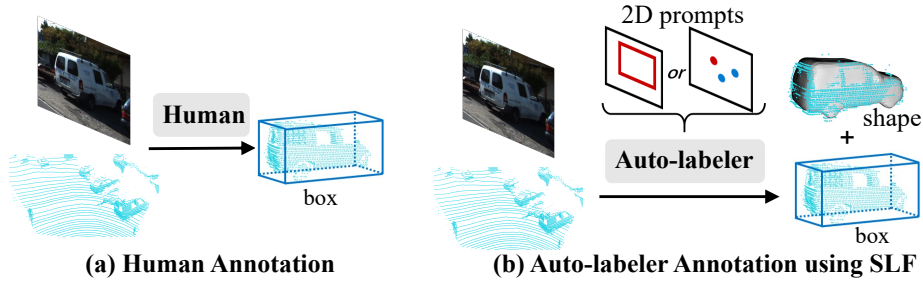 Human
box
(a) Human Annotation
2D prompts
or
Auto-labeler
shape
+
box
(b) Auto-labeler Annotation using SLF